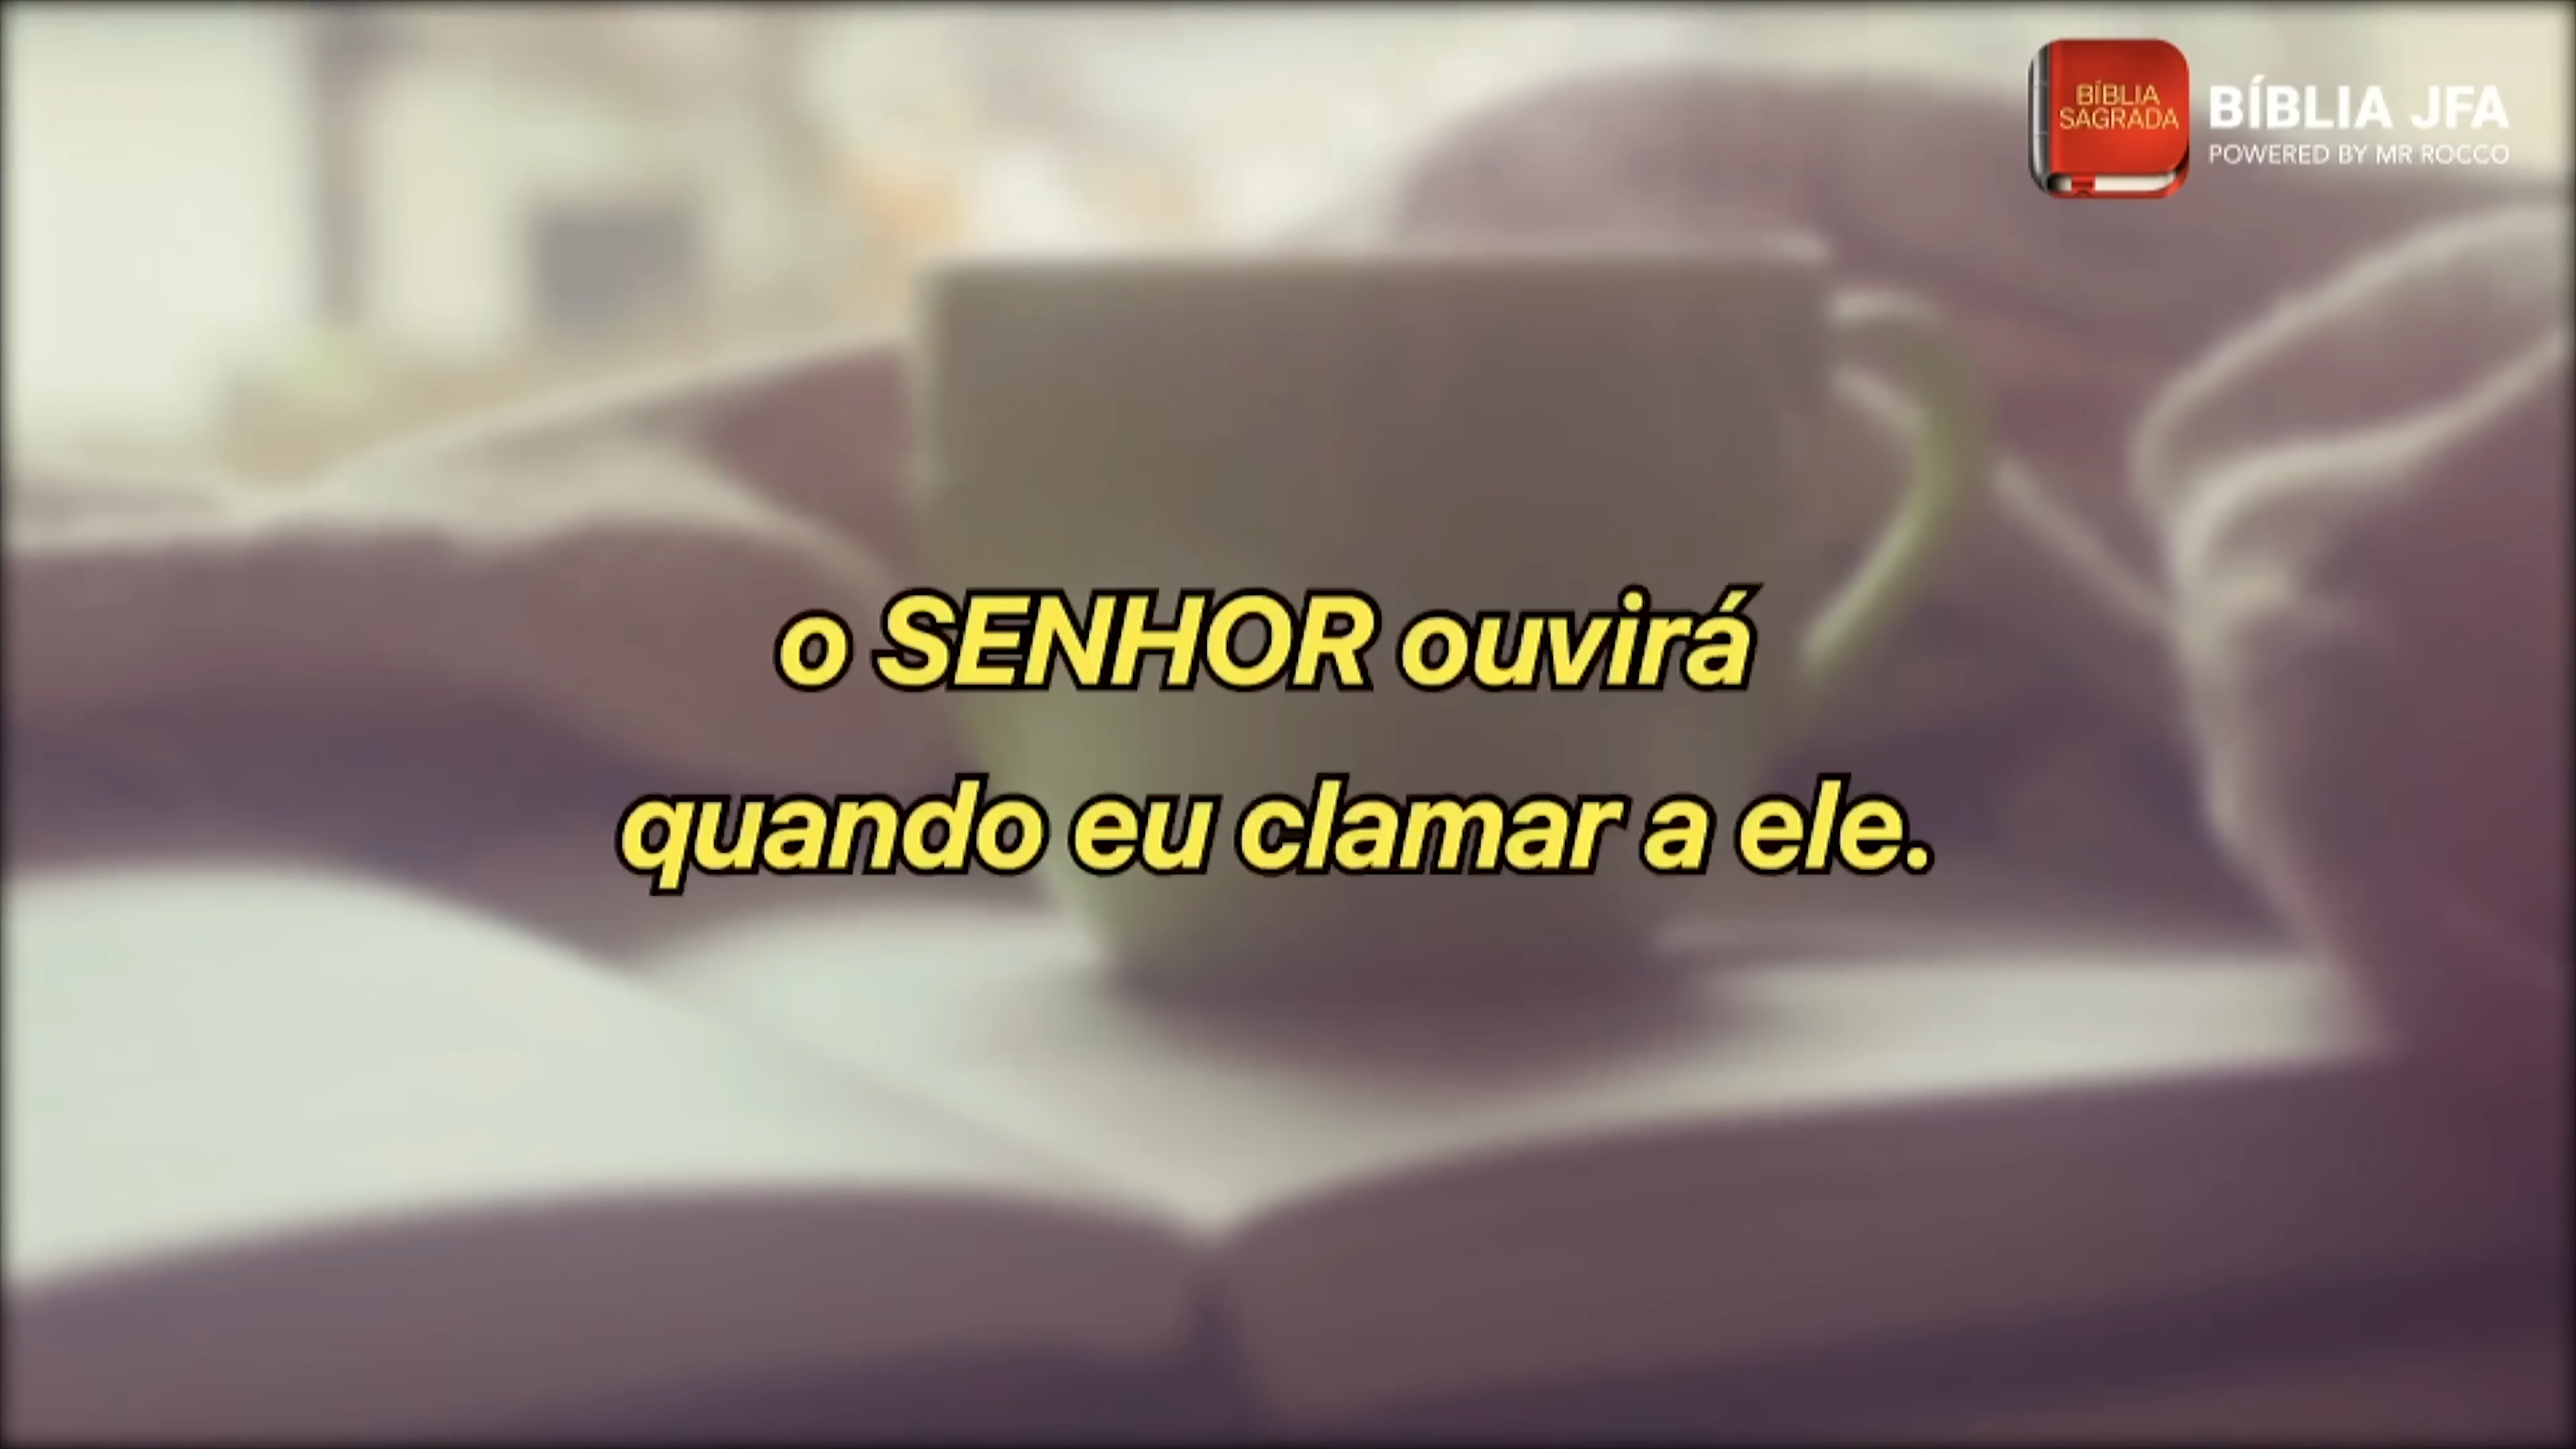 BÍBLIA
SAGRADA
BÍBLIA JFA
POWERED BY MR ROCCO
o SENHOR ouvirá
quando eu clamar a ele.